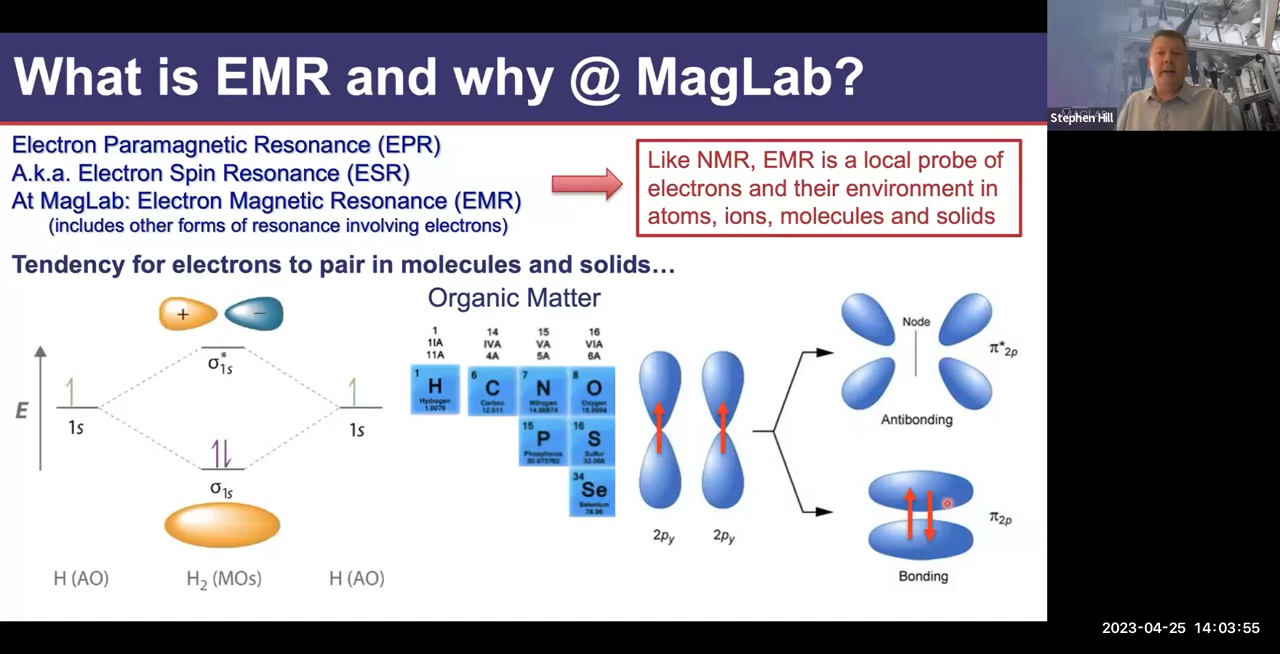 What is EMR and why @ MagLab?
Stephen Hill
Electron Paramagnetic Resonance (EPR)
A.k.a. Electron Spin Resonance (ESR)
At MagLab: Electron Magnetic Resonance (EMR)
(includes other forms of resonance involving electrons)
Like NMR, EMR is a local probe of
electrons and their environment in
atoms, ions, molecules and solids
Tendency for electrons to pair in molecules and solids…
+
−
σ*1s
E
1s
1s
σ1s
H (AO)
H2 (MOs)
H (AO)
Organic Matter
1 14 15 16
1IA IVA VA VIA
11A 4A 5A 6A
1 6 7 8
H C N O
Hydrogen Carbon Nitrogen Oxygen
1.0079 12.011 14.00674 15.9994
15 16
P S
Phosphorus Sulfur
30.973762 32.066
34
Se
Selenium
78.96
2py
2py
Node
π*2p
Antibonding
π2p
Bonding
2023-04-25 14:03:55